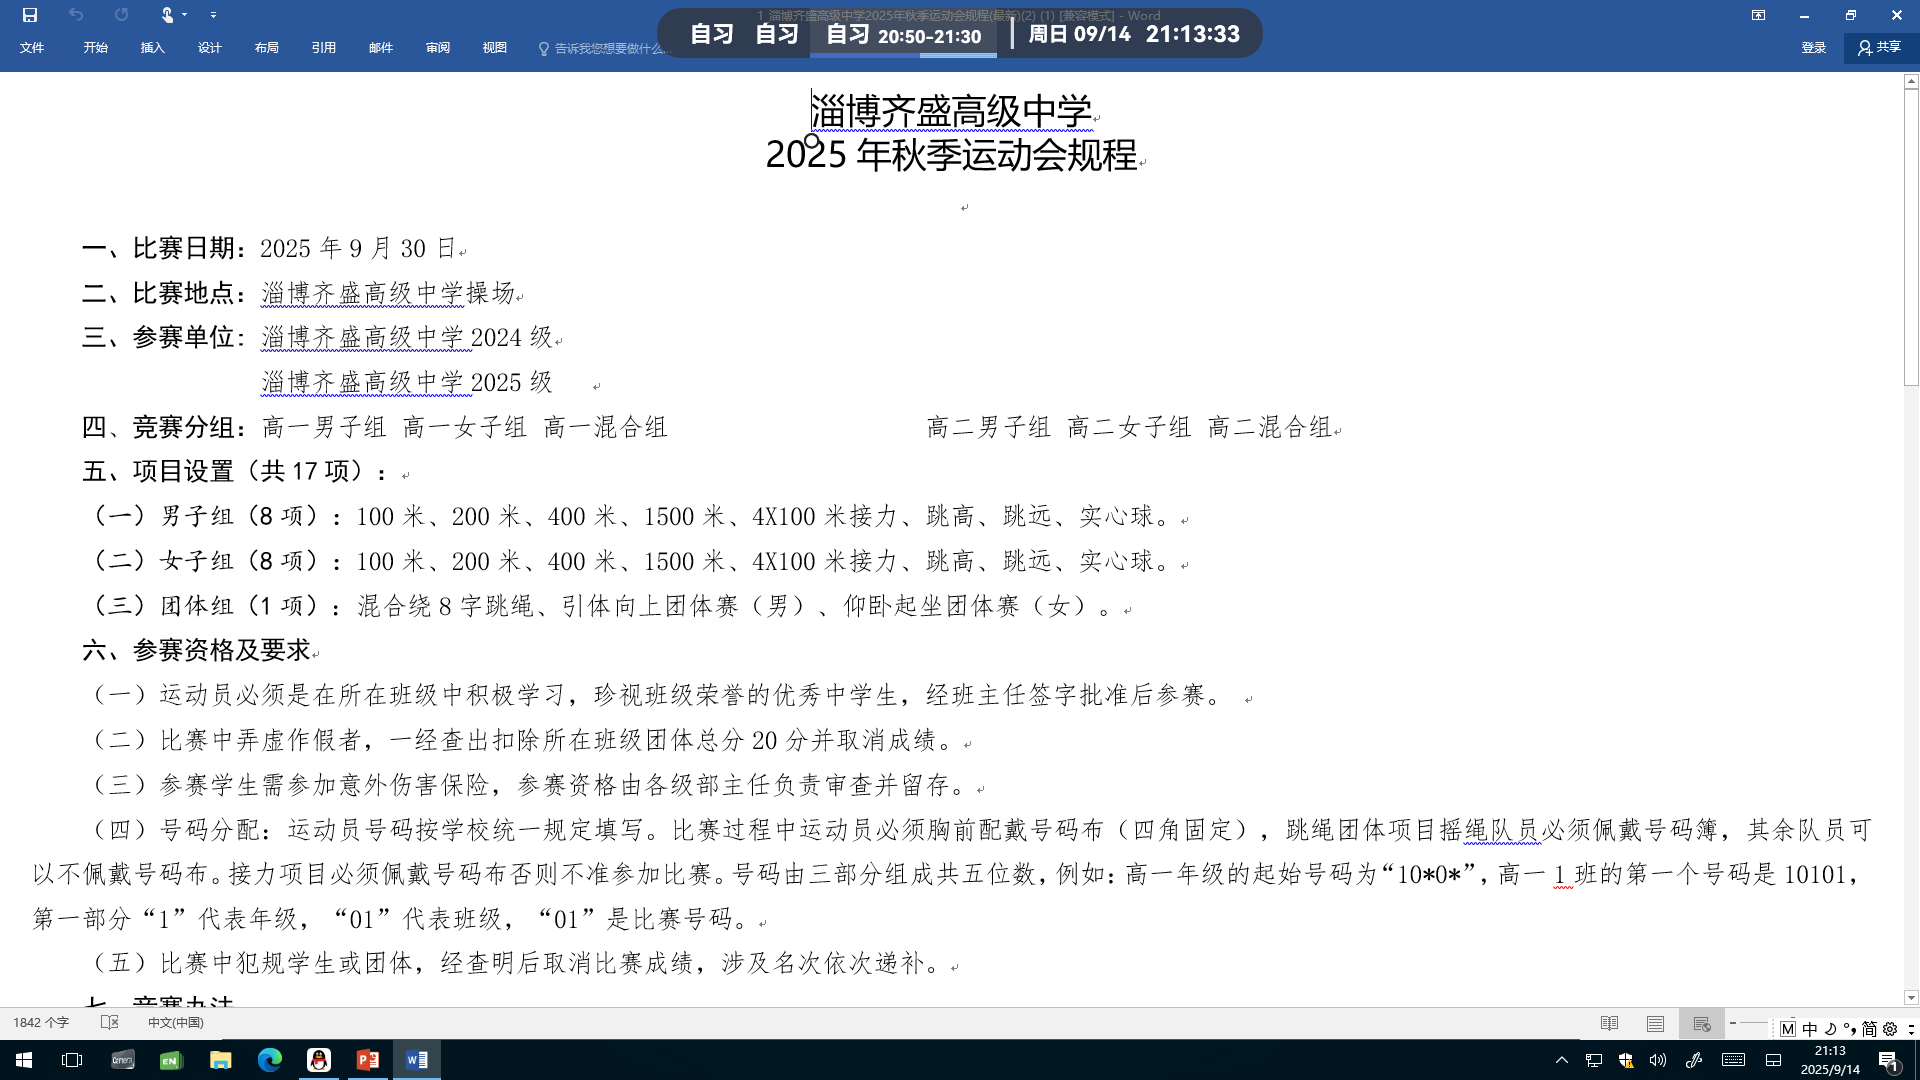 1 淄博齐盛高级中学2025年秋季运动会规程(最新)(2) (1) [兼容模式] - Word
自习 自习 自习 20:50-21:30 周日 09/14 21:13:33
文件 开始 插入 设计 布局 引用 邮件 审阅 视图 告诉我您想要做什么... 登录 共享
淄博齐盛高级中学
2025 年秋季运动会规程
一、比赛日期：2025 年 9 月 30 日
二、比赛地点：淄博齐盛高级中学操场
三、参赛单位：淄博齐盛高级中学 2024 级
淄博齐盛高级中学 2025 级
四、竞赛分组：高一男子组 高一女子组 高一混合组 高二男子组 高二女子组 高二混合组
五、项目设置（共 17 项）：
（一）男子组（8 项）：100 米、200 米、400 米、1500 米、4X100 米接力、跳高、跳远、实心球。
（二）女子组（8 项）：100 米、200 米、400 米、1500 米、4X100 米接力、跳高、跳远、实心球。
（三）团体组（1 项）：混合绕 8 字跳绳、引体向上团体赛（男）、仰卧起坐团体赛（女）。
六、参赛资格及要求
（一）运动员必须是在所在班级中积极学习，珍视班级荣誉的优秀中学生，经班主任签字批准后参赛。
（二）比赛中弄虚作假者，一经查出扣除所在班级团体总分 20 分并取消成绩。
（三）参赛学生需参加意外伤害保险，参赛资格由各级部主任负责审查并留存。
（四）号码分配：运动员号码按学校统一规定填写。比赛过程中运动员必须胸前配戴号码布（四角固定），跳绳团体项目摇绳队员必须佩戴号码簿，其余队员可
以不佩戴号码布。接力项目必须佩戴号码布否则不准参加比赛。号码由三部分组成共五位数，例如：高一年级的起始号码为“10*0*”，高一 1 班的第一个号码是 10101，
第一部分“1”代表年级，“01”代表班级，“01”是比赛号码。
（五）比赛中犯规学生或团体，经查明后取消比赛成绩，涉及名次依次递补。
七、竞赛办法
1842 个字 中文(中国)
M 中 简
EN
21:13
2025/9/14
1